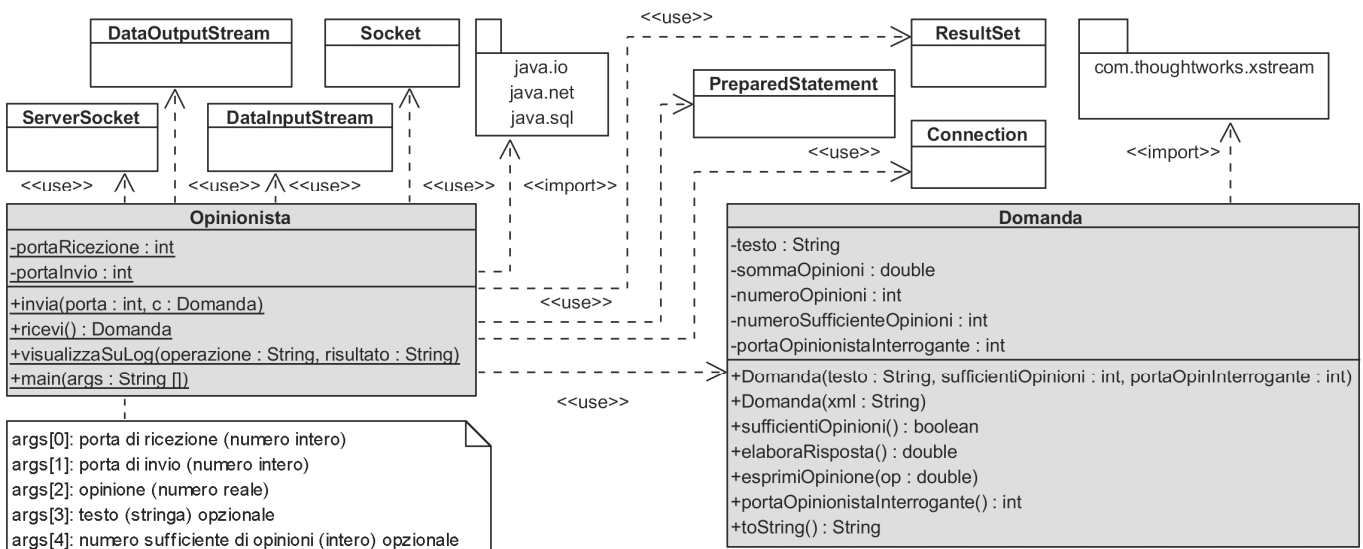 <<use>>
DataOutputStream
Socket
ResultSet
java.io
java.net
java.sql
com.thoughtworks.xstream
PreparedStatement
ServerSocket
DataInputStream
Connection
<<use>>
<<import>>
<<use>>
<<use>>
<<use>>
<<use>>
<<import>>
Opinionista
-portaRicezione : int
-portaInvio : int
+invia(porta : int, c : Domanda)
+ricevi() : Domanda
+visualizzaSuLog(operazione : String, risultato : String)
+main(args : String [])
<<use>>
<<use>>
Domanda
-testo : String
-sommaOpinioni : double
-numeroOpinioni : int
-numeroSufficienteOpinioni : int
-portaOpinionistaInterrogante : int
+Domanda(testo : String, sufficientiOpinioni : int, portaOpinInterrogante : int)
+Domanda(xml : String)
+sufficientiOpinioni() : boolean
+elaboraRisposta() : double
+esprimiOpinione(op : double)
+portaOpinionistaInterrogante() : int
+toString() : String
args[0]: porta di ricezione (numero intero)
args[1]: porta di invio (numero intero)
args[2]: opinione (numero reale)
args[3]: testo (stringa) opzionale
args[4]: numero sufficiente di opinioni (intero) opzionale